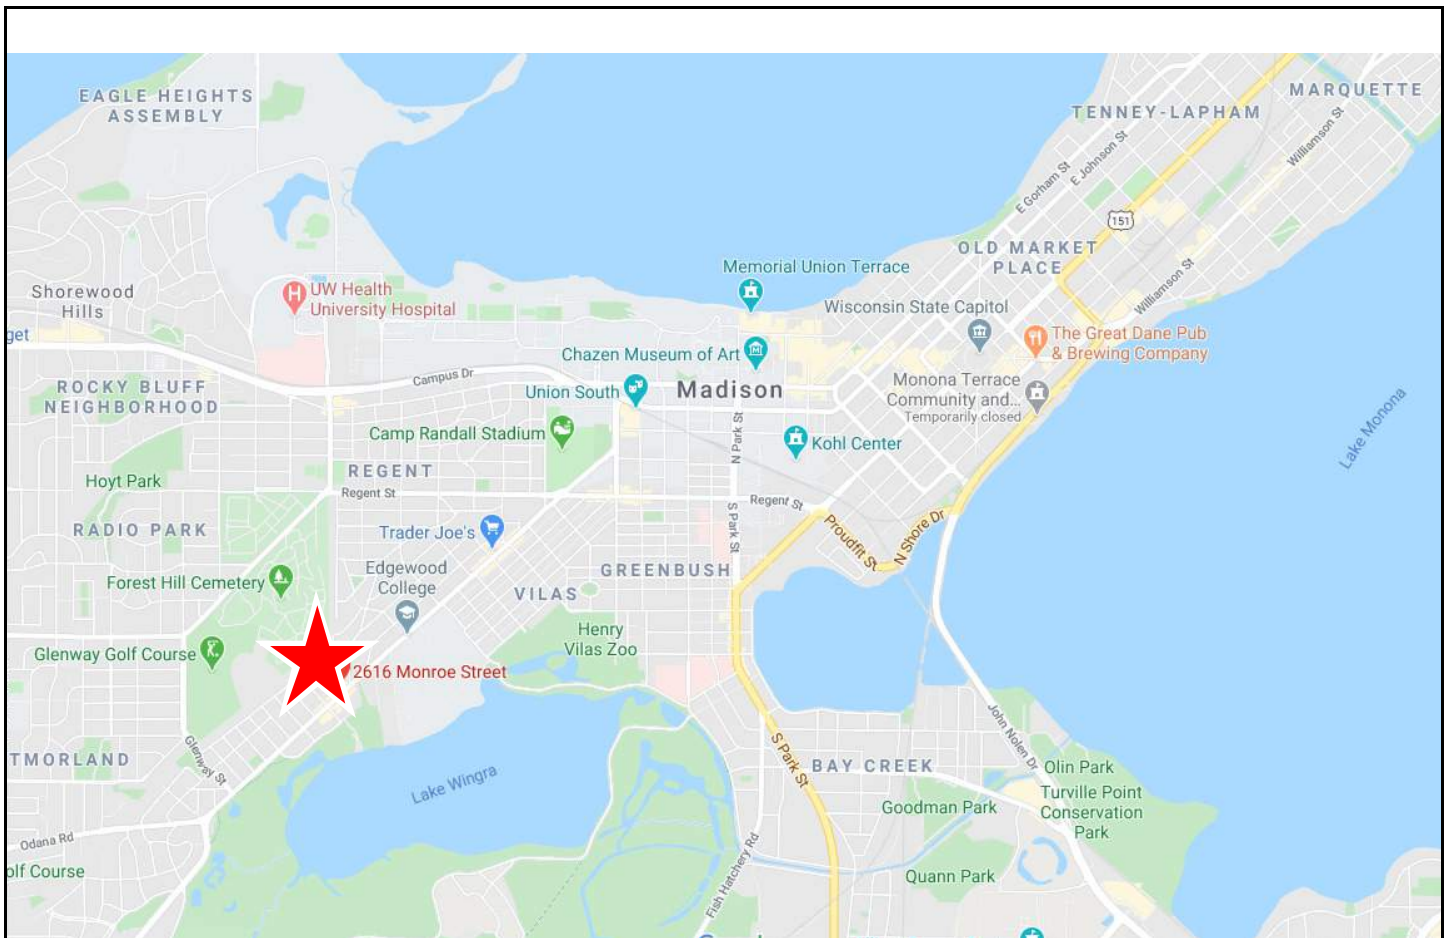 EAGLE HEIGHTS
ASSEMBLY
MARQUETTE
TENNEY-LAPHAM
Williamson St
E Johnson St
E Gorham St
151
OLD MARKET
PLACE
Memorial Union Terrace
Williamson St
Shorewood
Hills
UW Health
University Hospital
H
Wisconsin State Capitol
get
The Great Dane Pub
& Brewing Company
Chazen Museum of Art
Campus Dr
ROCKY BLUFF
NEIGHBORHOOD
Union South
Madison
Monona Terrace
Community and...
Temporarily closed
Lake Monona
Camp Randall Stadium
N Park St
Kohl Center
REGENT
Hoyt Park
Regent St
Regent St
RADIO PARK
Trader Joe's
S Park St
Proudfit St
N Shore Dr
Forest Hill Cemetery
Edgewood
College
GREENBUSH
VILAS
Henry
Vilas Zoo
Glenway Golf Course
2616 Monroe Street
John Nolen Dr
TMORLAND
Glenway St
S Park St
BAY CREEK
Olin Park
Lake Wingra
Turville Point
Conservation
Park
Goodman Park
Odana Rd
olf Course
Fish Hatchery Rd
Quann Park